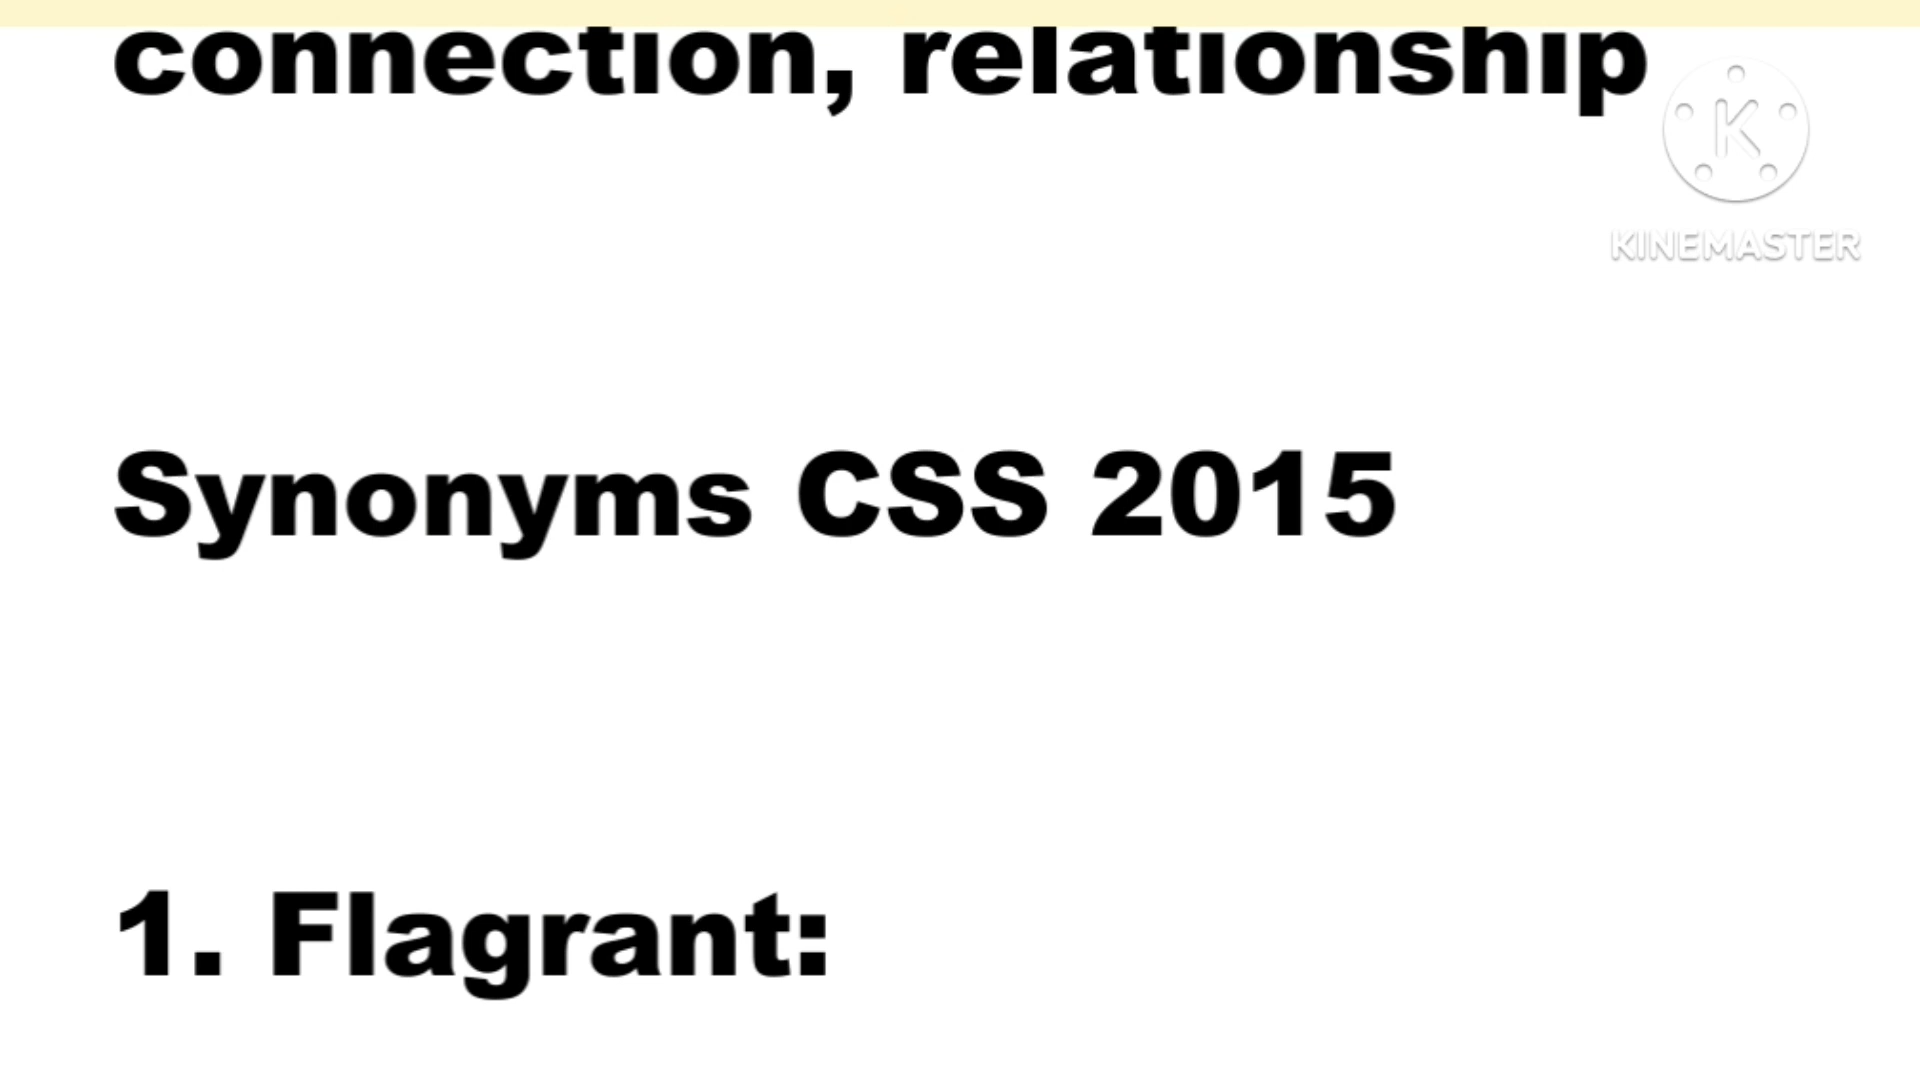 connection, relationship
K
KINEMASTER
Synonyms CSS 2015
1. Flagrant: